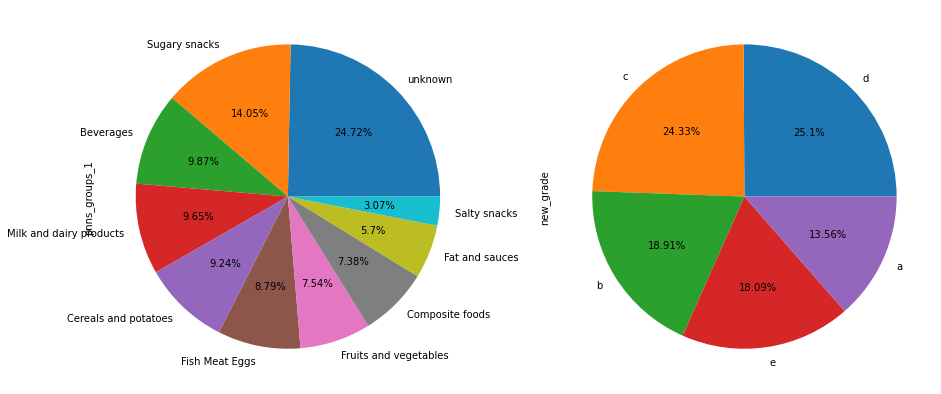 Sugary snacks
unknown
14.05%
24.72%
Beverages
9.87%
9.65%
Milk and dairy products
9.24%
Cereals and potatoes
8.79%
Fish Meat Eggs
7.54%
Fruits and vegetables
7.38%
Composite foods
5.7%
Fat and sauces
3.07%
Salty snacks
c
d
24.33%
25.1%
new_grade
18.91%
b
18.09%
e
13.56%
a